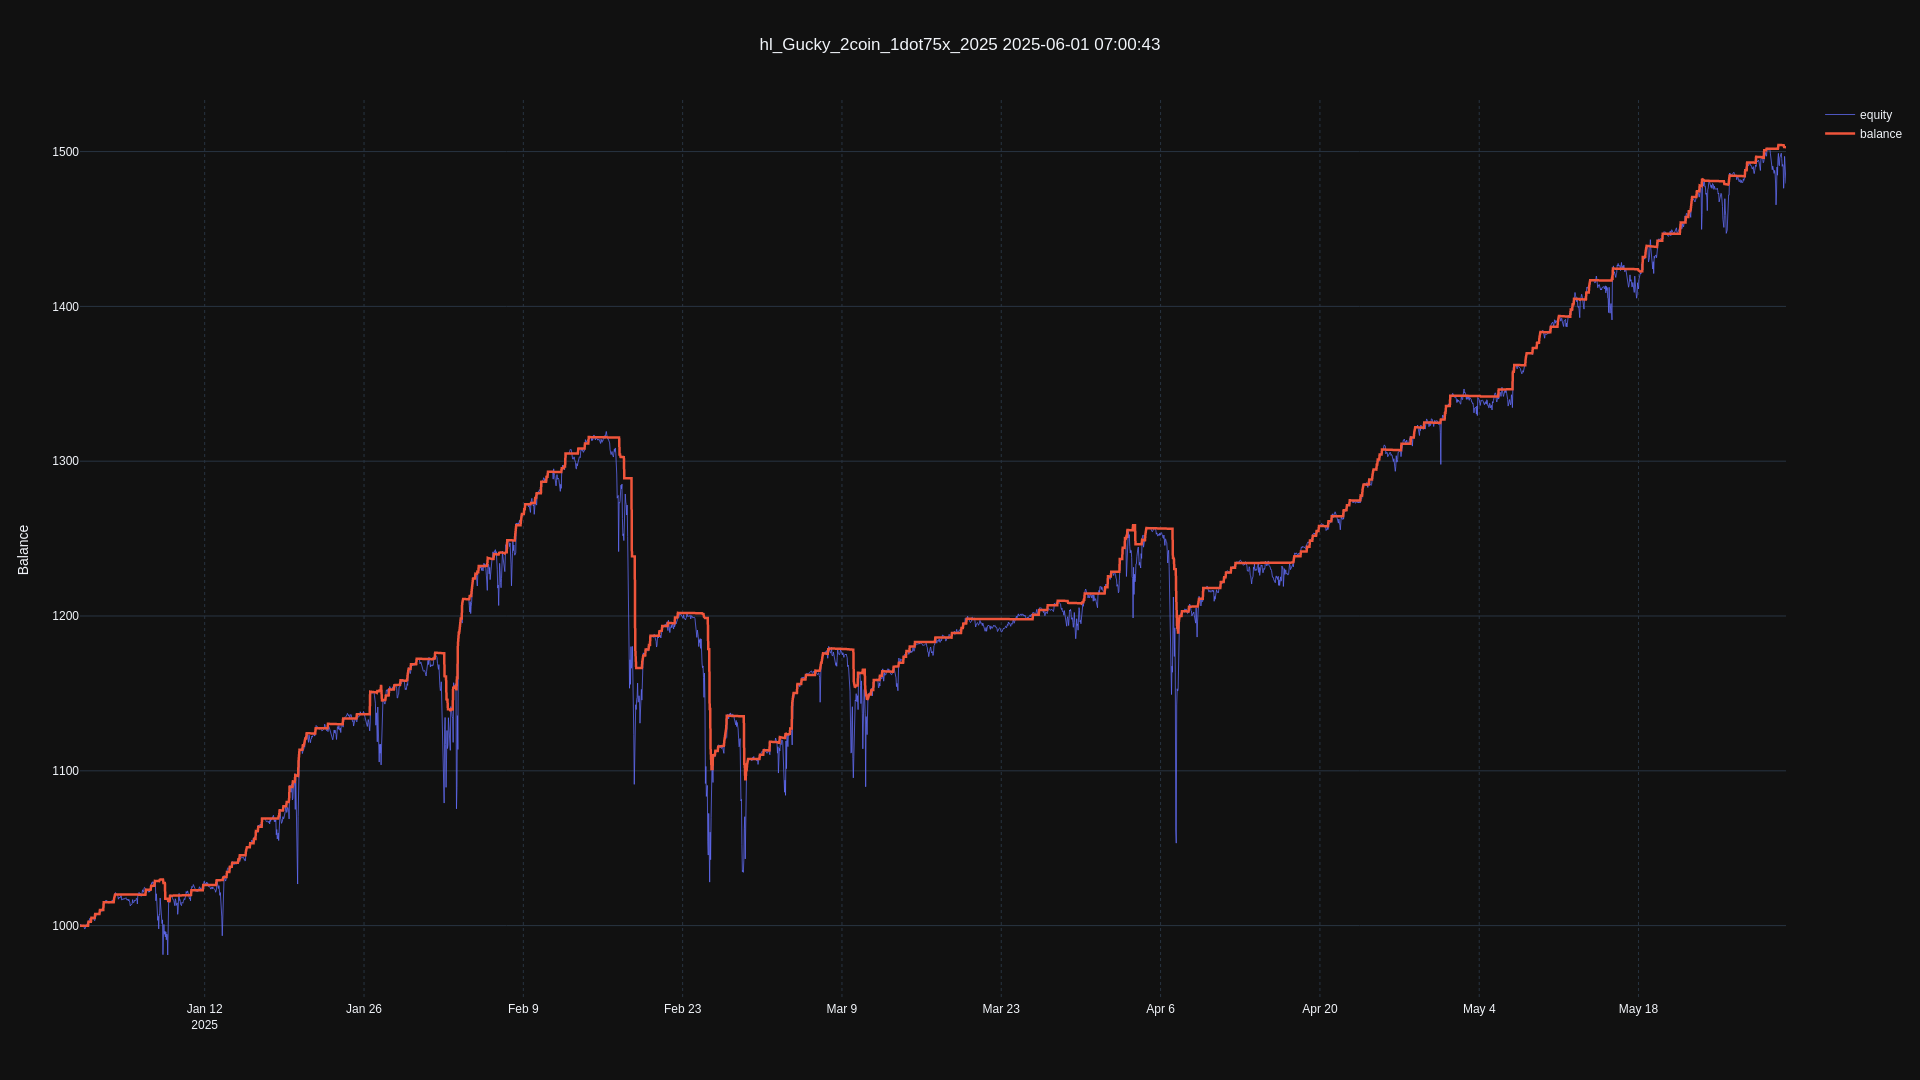 hl_Gucky_2coin_1dot75x_2025 2025-06-01 07:00:43
equity
balance
1500
1400
1300
1200
1100
1000
Balance
Jan 12
2025
Jan 26
Feb 9
Feb 23
Mar 9
Mar 23
Apr 6
Apr 20
May 4
May 18